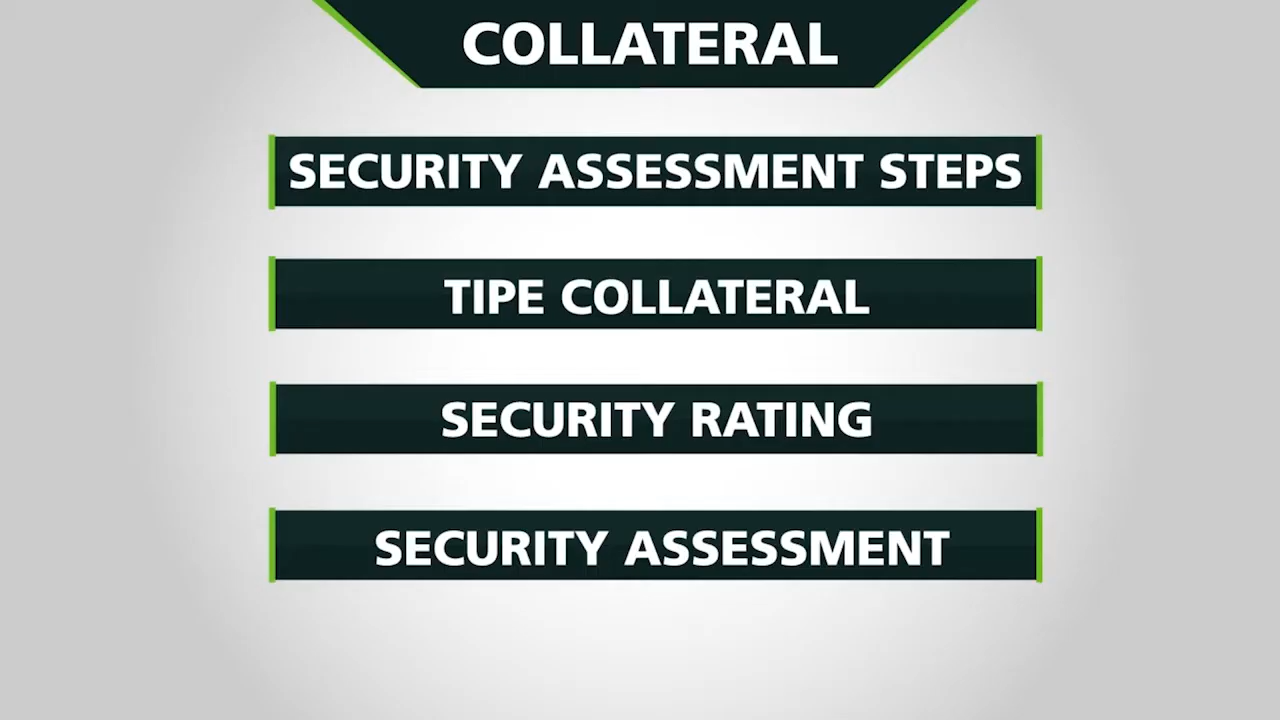 COLLATERAL
SECURITY ASSESSMENT STEPS
TIPE COLLATERAL
SECURITY RATING
SECURITY ASSESSMENT